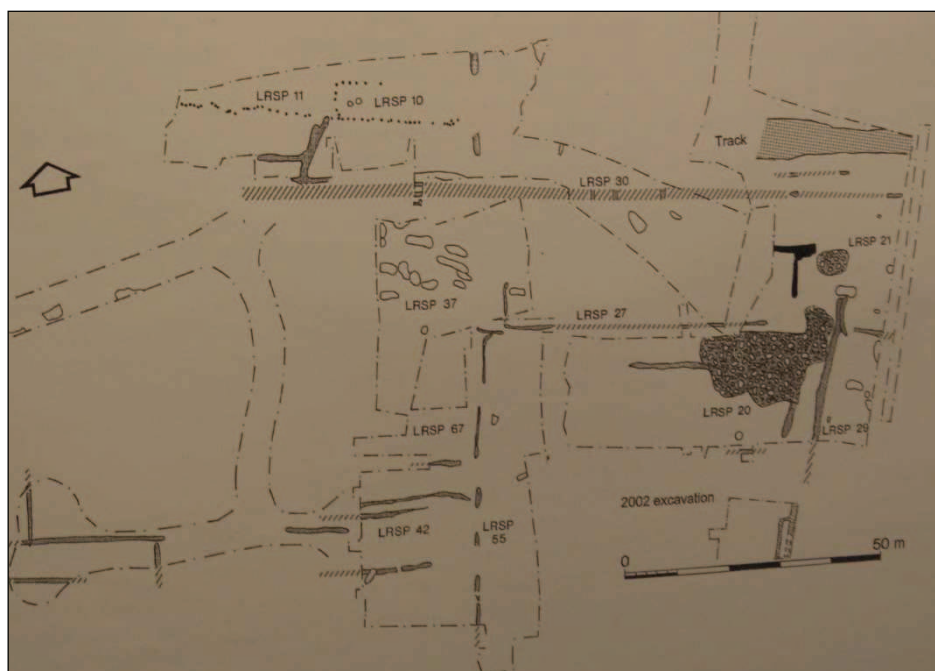 LRSP 11
LRSP 10
Track
LRSP 30
LRSP 21
LRSP 37
LRSP 27
LRSP 20
LRSP 29
LRSP 67
2002 excavation
LRSP 42
LRSP
55
0
50 m